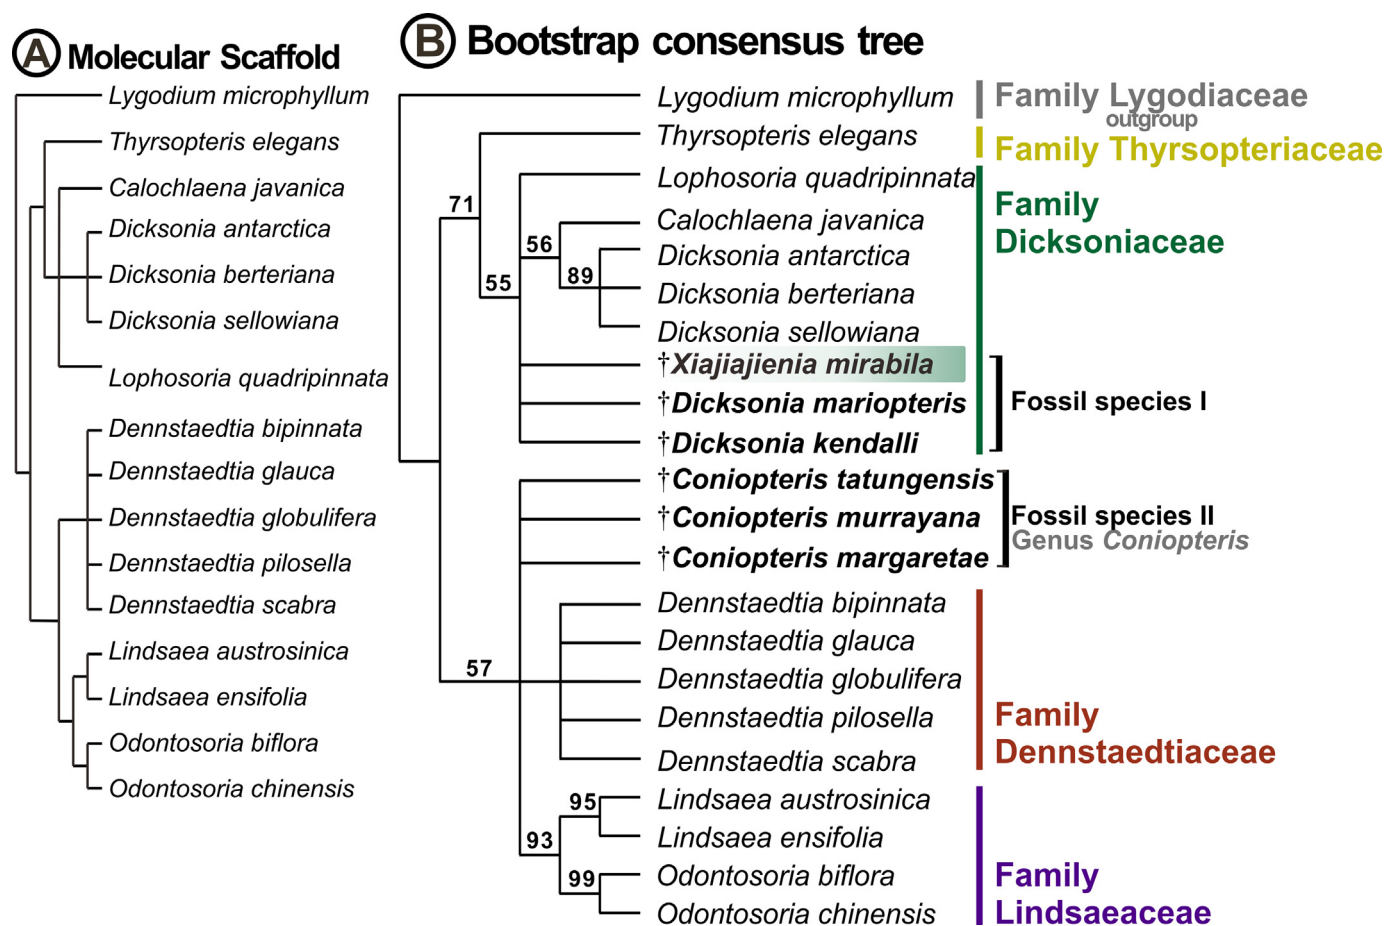 A Molecular Scaffold
Lygodium microphyllum
Thyrsopteris elegans
Calochlaena javanica
Dicksonia antarctica
Dicksonia berteriana
Dicksonia sellowiana
Lophosoria quadripinnata
Dennstaedtia bipinnata
Dennstaedtia glauca
Dennstaedtia globulifera
Dennstaedtia pilosella
Dennstaedtia scabra
Lindsaea austrosinica
Lindsaea ensifolia
Odontosoria biflora
Odontosoria chinensis
B Bootstrap consensus tree
Lygodium microphyllum
Thyrsopteris elegans
Lophosoria quadripinnata
Calochlaena javanica
Dicksonia antarctica
Dicksonia berteriana
Dicksonia sellowiana
†Xiajiajienia mirabila
†Dicksonia mariopteris
†Dicksonia kendalli
†Coniopteris tatungensis
†Coniopteris murrayana
†Coniopteris margaretae
Dennstaedtia bipinnata
Dennstaedtia glauca
Dennstaedtia globulifera
Dennstaedtia pilosella
Dennstaedtia scabra
Lindsaea austrosinica
Lindsaea ensifolia
Odontosoria biflora
Odontosoria chinensis
71
55
56
89
57
93
95
99
Family Lygodiaceae
outgroup
Family Thyrsopteriaceae
Family
Dicksoniaceae
Fossil species I
Fossil species II
Genus Coniopteris
Family
Dennstaedtiaceae
Family
Lindsaeaceae